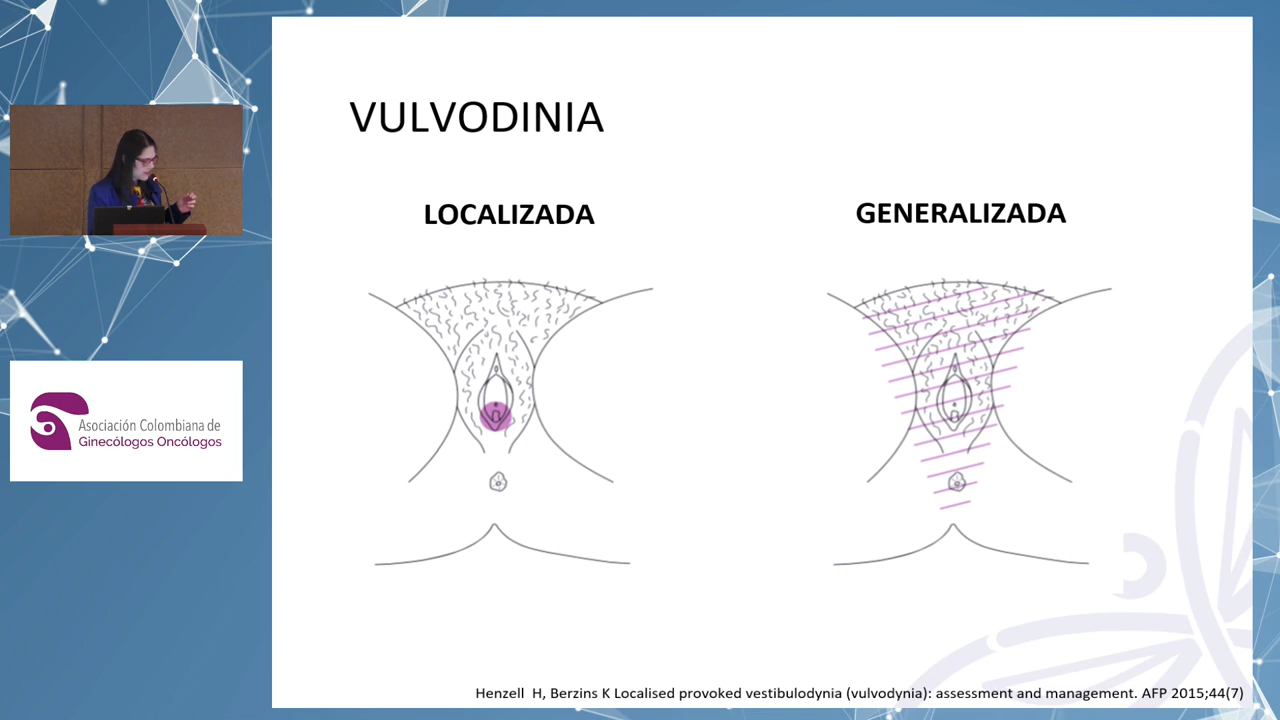 VULVODINIA
LOCALIZADA
GENERALIZADA
Asociación Colombiana de
Ginecólogos Oncólogos
Henzell H, Berzins K Localised provoked vestibulodynia (vulvodynia): assessment and management. AFP 2015;44(7)